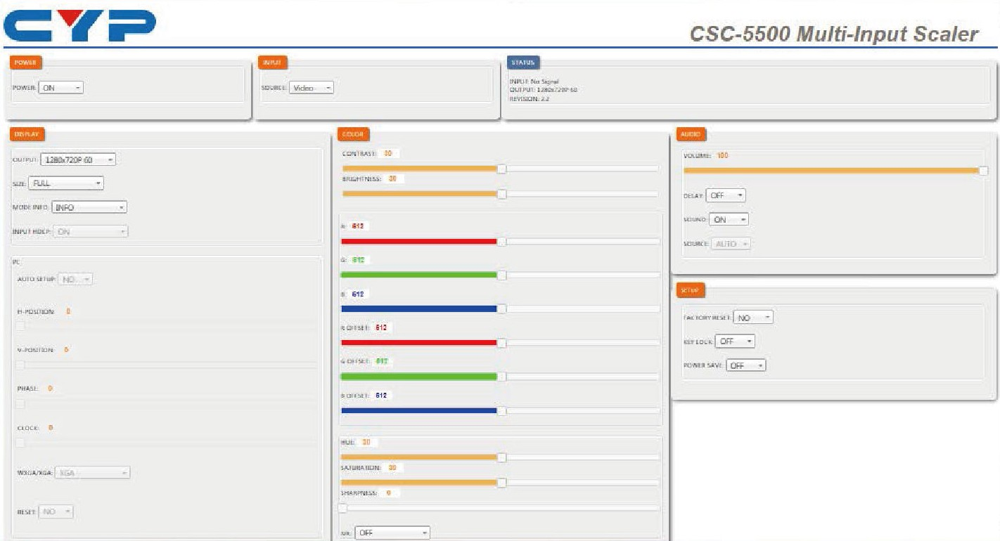 CYP
CSC-5500 Multi-Input Scaler
POWER
POWER: ON
INPUT
SOURCE: Video
STATUS
INPUT: No Signal
OUTPUT: 1280x720P 60
REVISION: 2.2
DISPLAY
OUTPUT: 1280x720P 60
SIZE: FULL
MODE INFO: INFO
INPUT HDCP: ON
PC
AUTO SETUP: NO
H-POSITION: 0
V-POSITION: 0
PHASE: 0
CLOCK: 0
WXGA/XGA: XGA
RESET: NO
COLOR
CONTRAST: 30
BRIGHTNESS: 30
R: 512
G: 512
B: 512
R OFFSET: 512
G OFFSET: 512
B OFFSET: 512
HUE: 30
SATURATION: 30
SHARPNESS: 0
NR: OFF
AUDIO
VOLUME: 100
DELAY: OFF
SOUND: ON
SOURCE: AUTO
SETUP
FACTORY RESET: NO
KEY LOCK: OFF
POWER SAVE: OFF